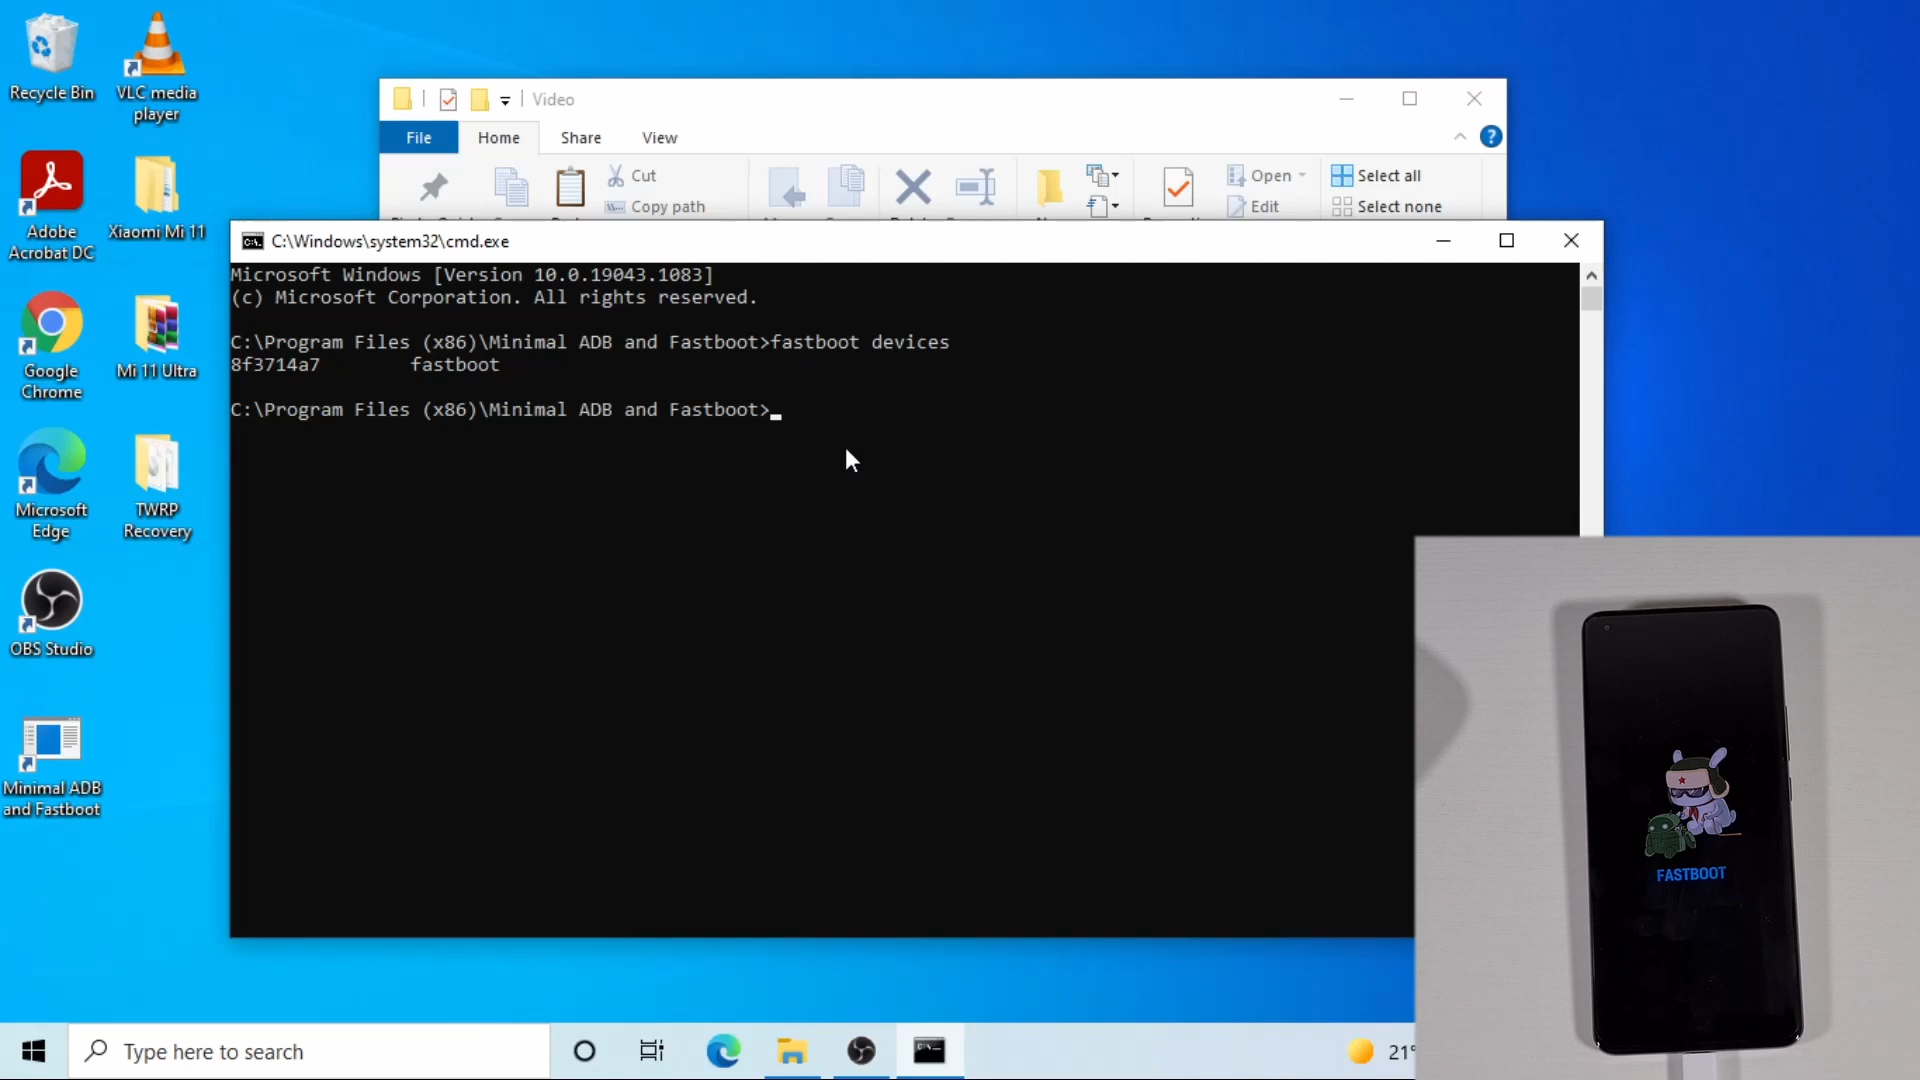 Recycle Bin
VLC media
player
Adobe
Acrobat DC
Xiaomi Mi 11
Google
Chrome
Mi 11 Ultra
Microsoft
Edge
TWRP
Recovery
OBS Studio
Minimal ADB
and Fastboot
Video
File
Home
Share
View
Cut
Copy path
Open
Edit
Select all
Select none
C:\Windows\system32\cmd.exe
Microsoft Windows [Version 10.0.19043.1083]
(c) Microsoft Corporation. All rights reserved.
C:\Program Files (x86)\Minimal ADB and Fastboot>fastboot devices
8f3714a7 fastboot
C:\Program Files (x86)\Minimal ADB and Fastboot>_
FASTBOOT
Type here to search
21°